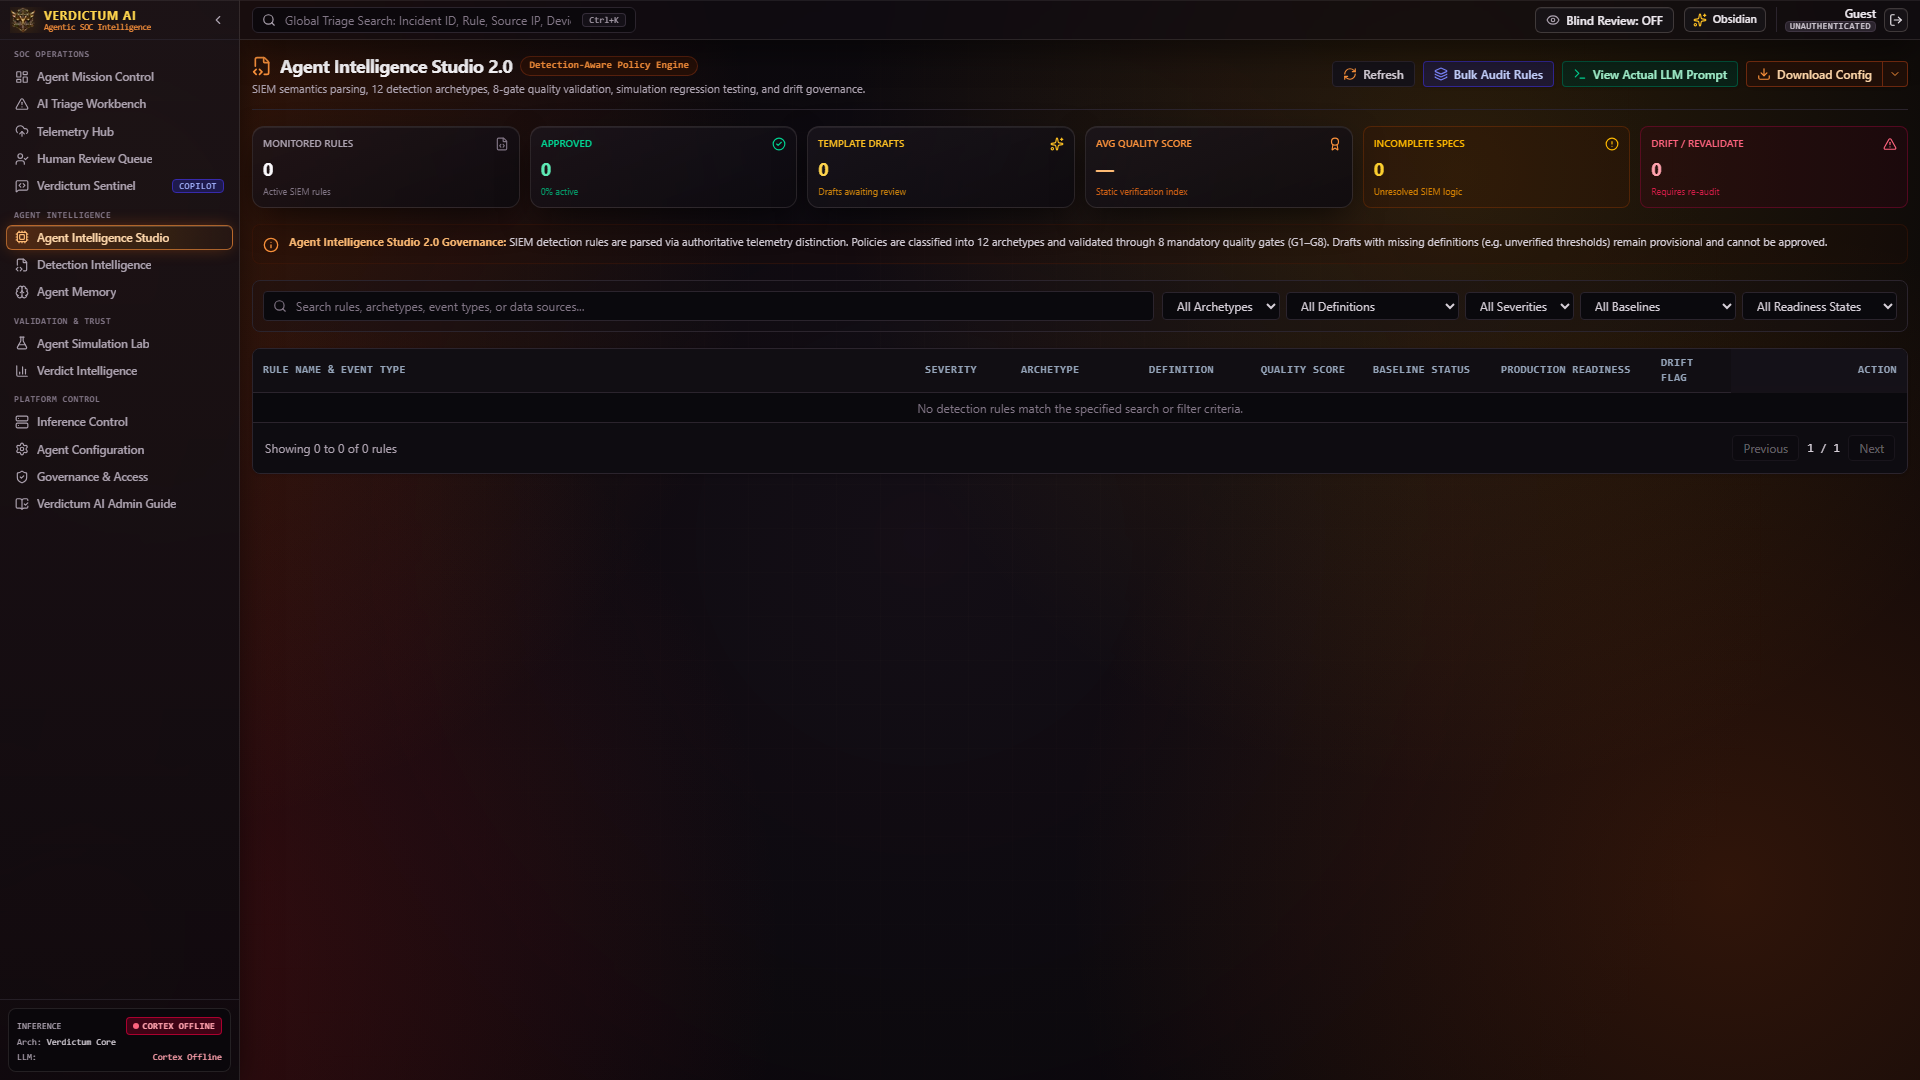 VERDICTUM AI
Agentic SOC Intelligence
SOC OPERATIONS
Agent Mission Control
AI Triage Workbench
Telemetry Hub
Human Review Queue
Verdictum Sentinel COPILOT
AGENT INTELLIGENCE
Agent Intelligence Studio
Detection Intelligence
Agent Memory
VALIDATION & TRUST
Agent Simulation Lab
Verdict Intelligence
PLATFORM CONTROL
Inference Control
Agent Configuration
Governance & Access
Verdictum AI Admin Guide
INFERENCE CORTEX OFFLINE
Arch: Verdictum Core
LLM: Cortex Offline
Global Triage Search: Incident ID, Rule, Source IP, Devi Ctrl+K
Blind Review: OFF
Obsidian
Guest
UNAUTHENTICATED
Agent Intelligence Studio 2.0 Detection-Aware Policy Engine
SIEM semantics parsing, 12 detection archetypes, 8-gate quality validation, simulation regression testing, and drift governance.
Refresh Bulk Audit Rules View Actual LLM Prompt Download Config
MONITORED RULES
0
Active SIEM rules
APPROVED
0
0% active
TEMPLATE DRAFTS
0
Drafts awaiting review
AVG QUALITY SCORE
—
Static verification index
INCOMPLETE SPECS
0
Unresolved SIEM logic
DRIFT / REVALIDATE
0
Requires re-audit
Agent Intelligence Studio 2.0 Governance: SIEM detection rules are parsed via authoritative telemetry distinction. Policies are classified into 12 archetypes and validated through 8 mandatory quality gates (G1–G8). Drafts with missing definitions (e.g. unverified thresholds) remain provisional and cannot be approved.
Search rules, archetypes, event types, or data sources...
All Archetypes All Definitions All Severities All Baselines All Readiness States
RULE NAME & EVENT TYPE SEVERITY ARCHETYPE DEFINITION QUALITY SCORE BASELINE STATUS PRODUCTION READINESS DRIFT FLAG ACTION
No detection rules match the specified search or filter criteria.
Showing 0 to 0 of 0 rules
Previous 1 / 1 Next